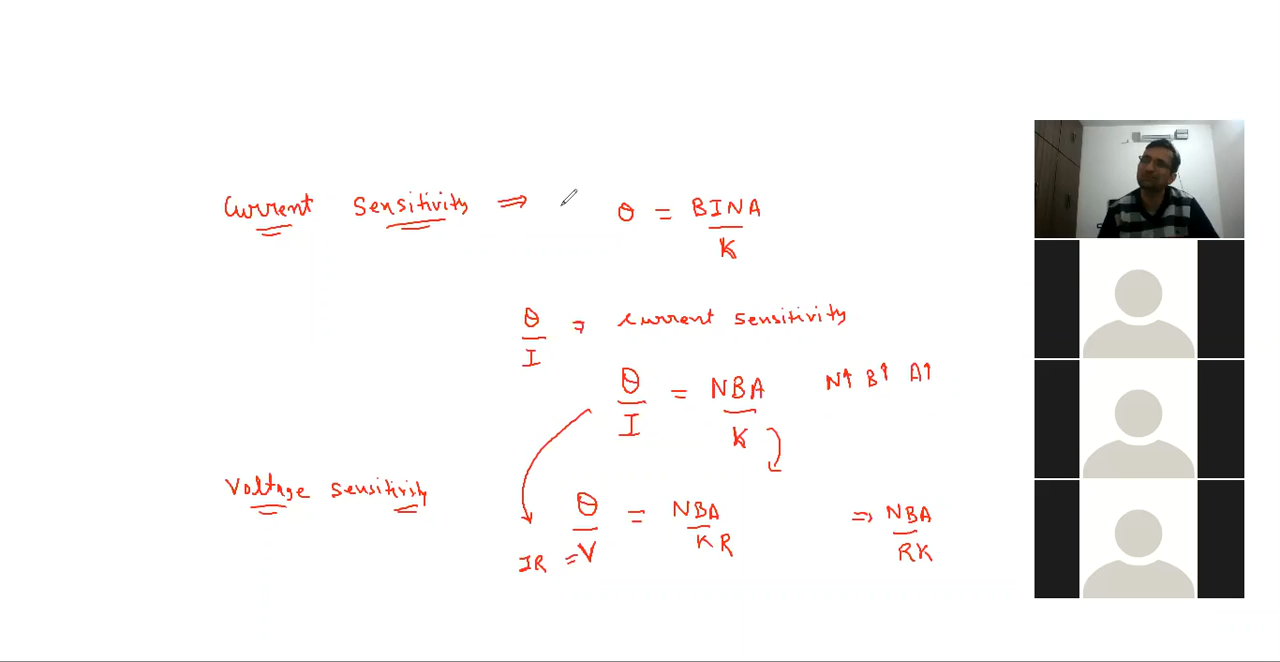 Current Sensitivity ⇒ θ = BINA/K
θ/I = current sensitivity
θ/I = NBA/K N↑ B↑ A↑
Voltage Sensitivity θ/V = NBA/KR ⇒ NBA/RK
IR = V